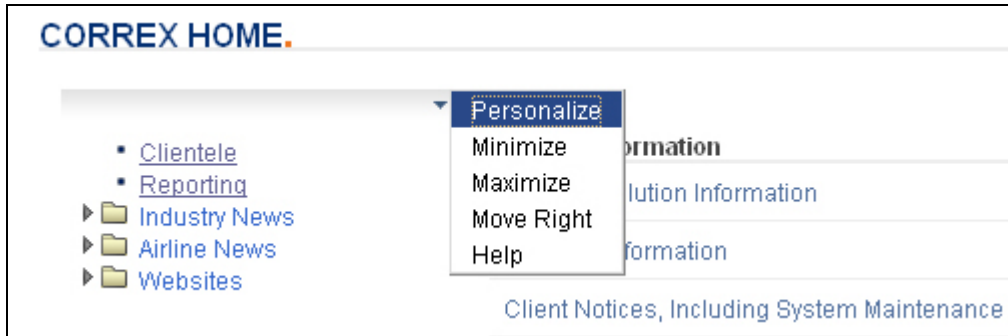 CORREX HOME.
Personalize
Minimize
Maximize
Move Right
Help
Clientele
Reporting
Industry News
Airline News
Websites
ormation
lution Information
formation
Client Notices, Including System Maintenance